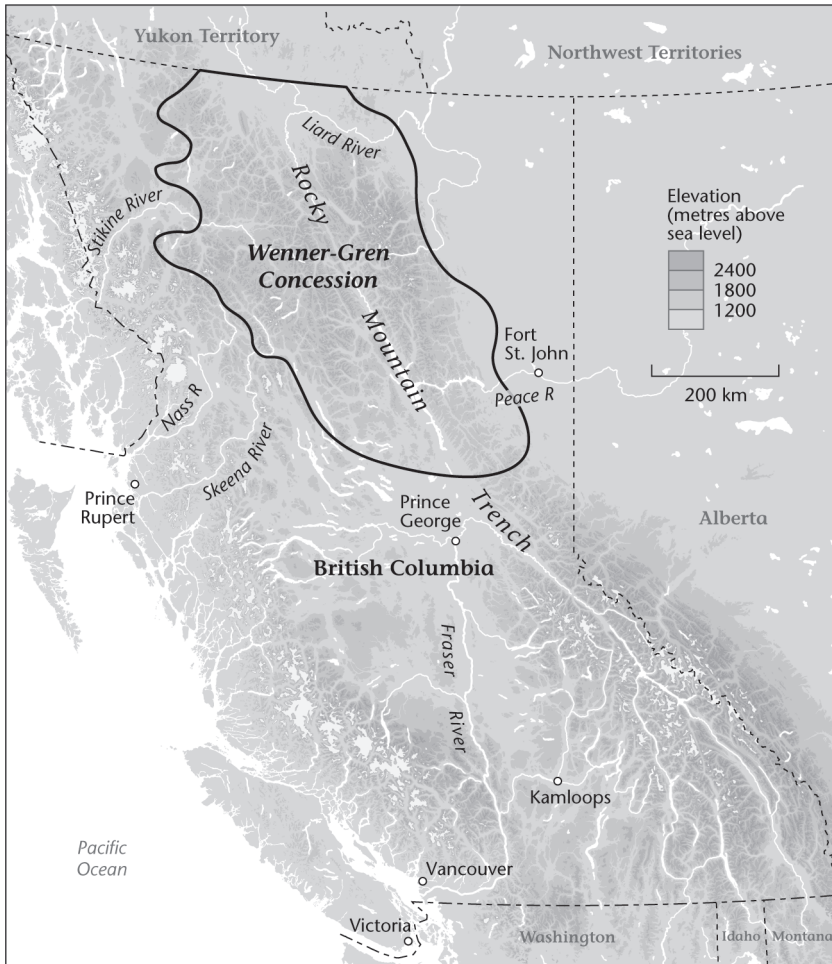 Yukon Territory
Northwest Territories
Liard River
Rocky
Stikine River
Elevation
(metres above
sea level)
2400
1800
1200
Wenner-Gren
Concession
Mountain
Fort
St. John
200 km
Peace R
Nass R
Skeena River
Prince
Rupert
Prince
George
Trench
Alberta
British Columbia
Fraser
River
Kamloops
Pacific
Ocean
Vancouver
Victoria
Washington
Idaho
Montana